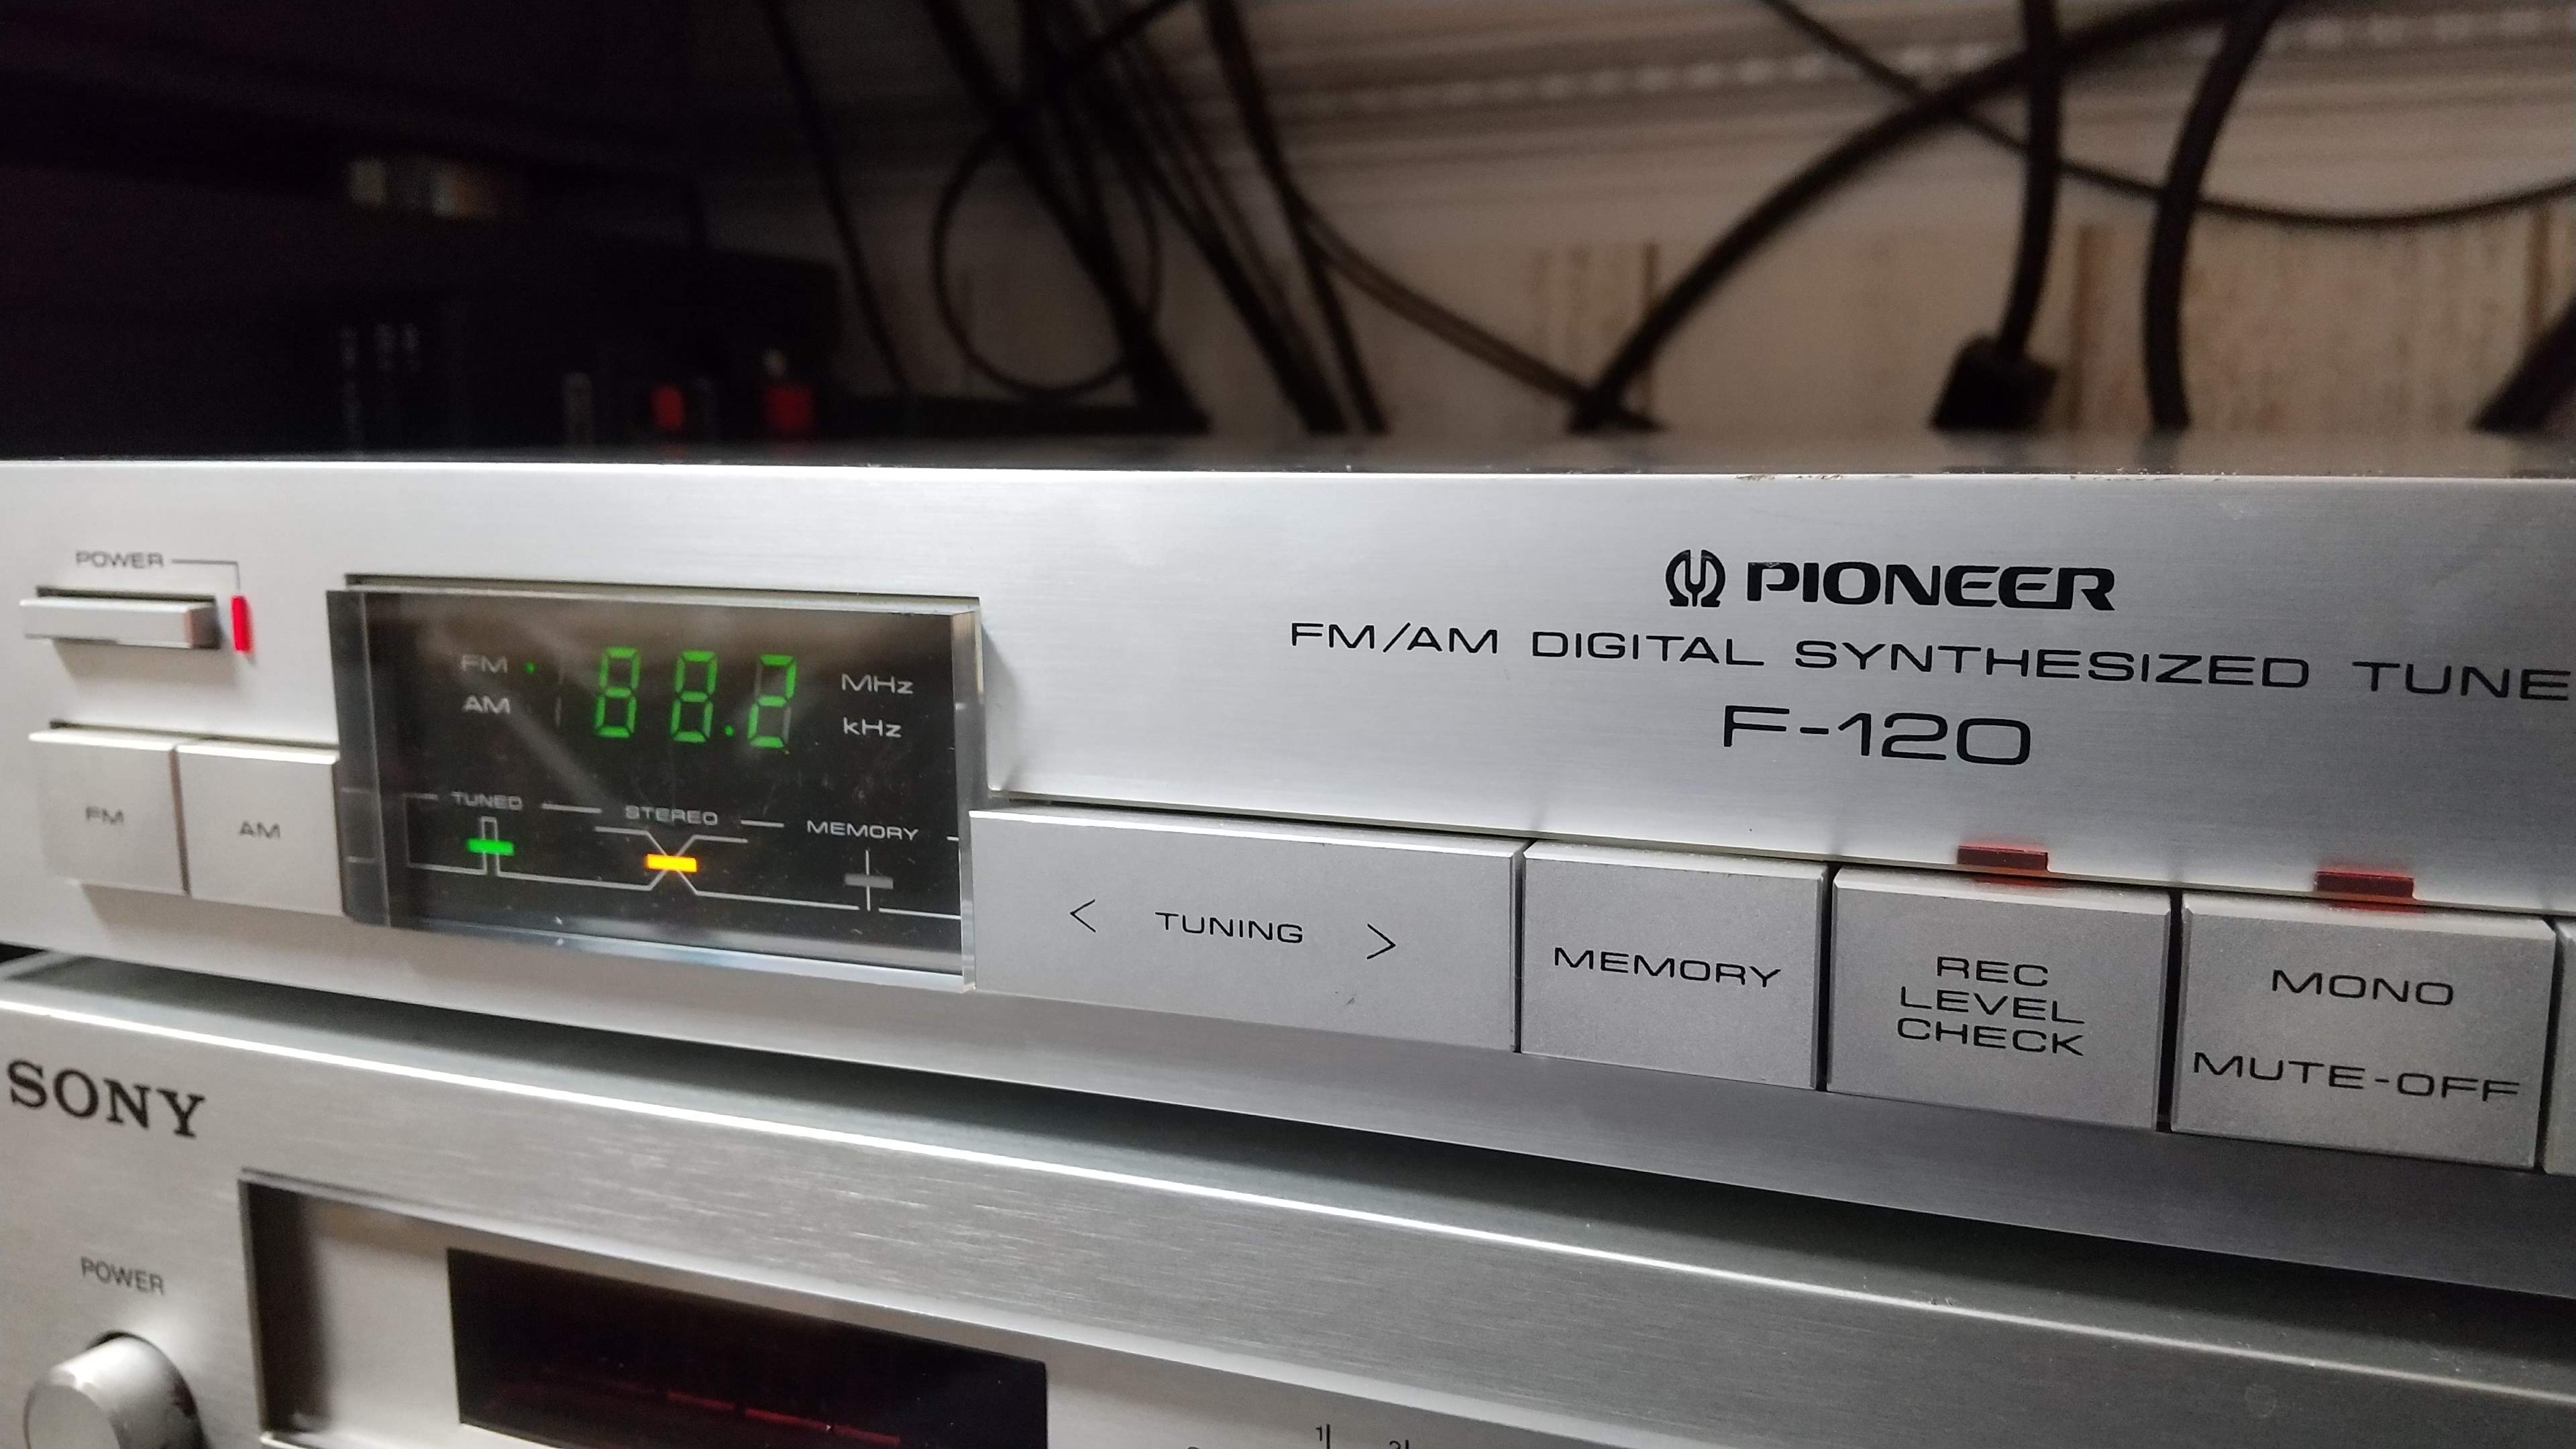 POWER
FM
AM
88.2
MHz
kHz
TUNED
STEREO
MEMORY
FM
AM
PIONEER
FM/AM DIGITAL SYNTHESIZED TUNE
F-120
< TUNING >
MEMORY
REC
LEVEL
CHECK
MONO
MUTE-OFF
SONY
POWER